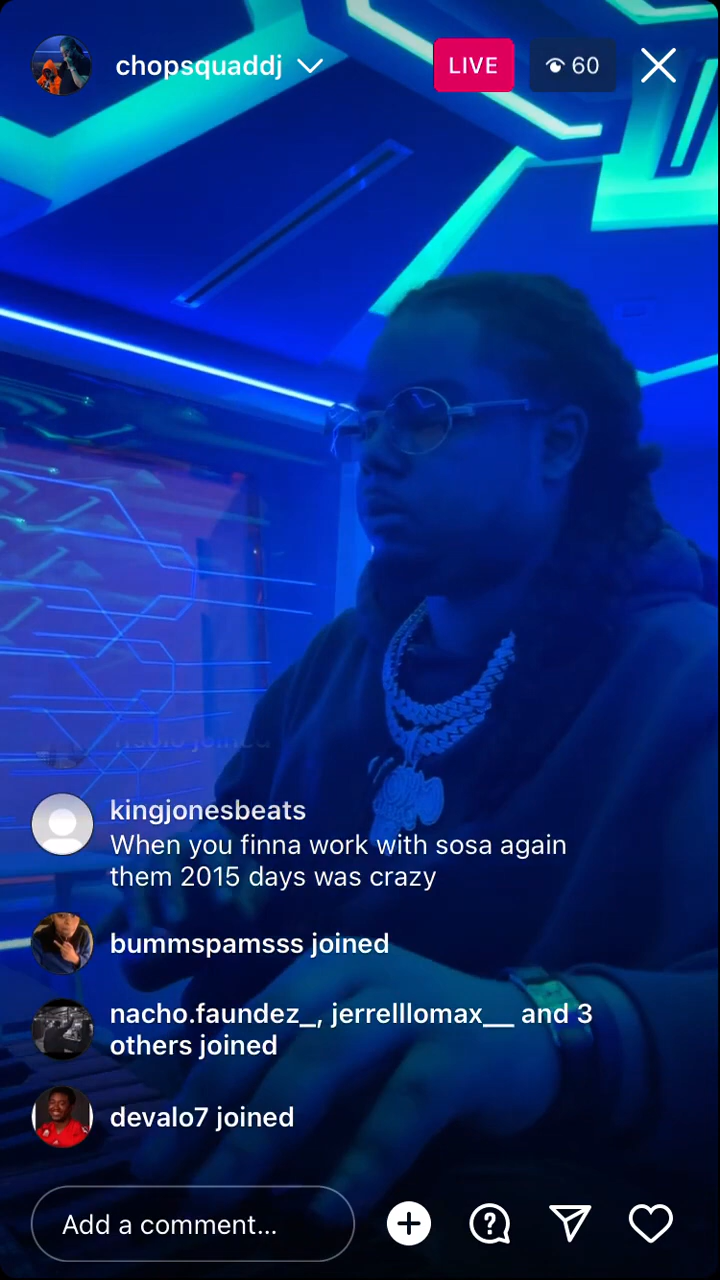 chopsquaddj
LIVE
60
kingjonesbeats
When you finna work with sosa again
them 2015 days was crazy
bummspamsss joined
nacho.faundez_, jerrelllomax__ and 3
others joined
devalo7 joined
Add a comment...